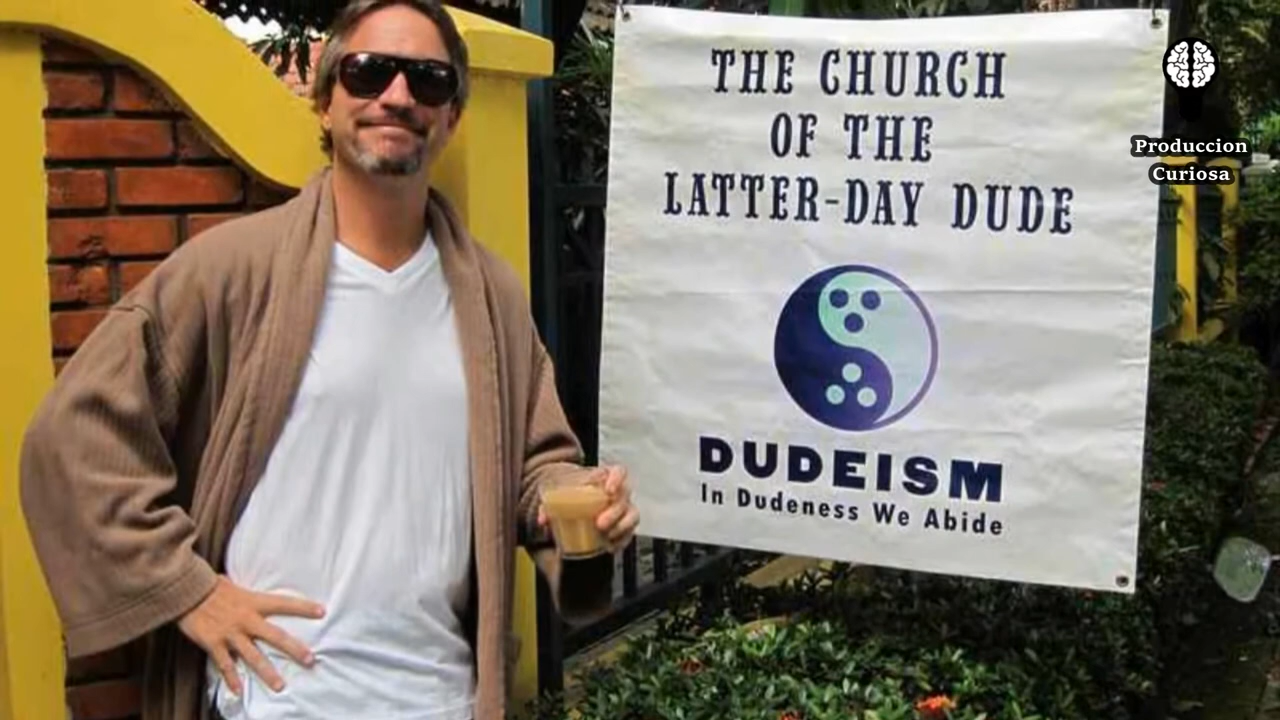 THE CHURCH
OF THE
LATTER-DAY DUDE
DUDEISM
In Dudeness We Abide
Produccion
Curiosa